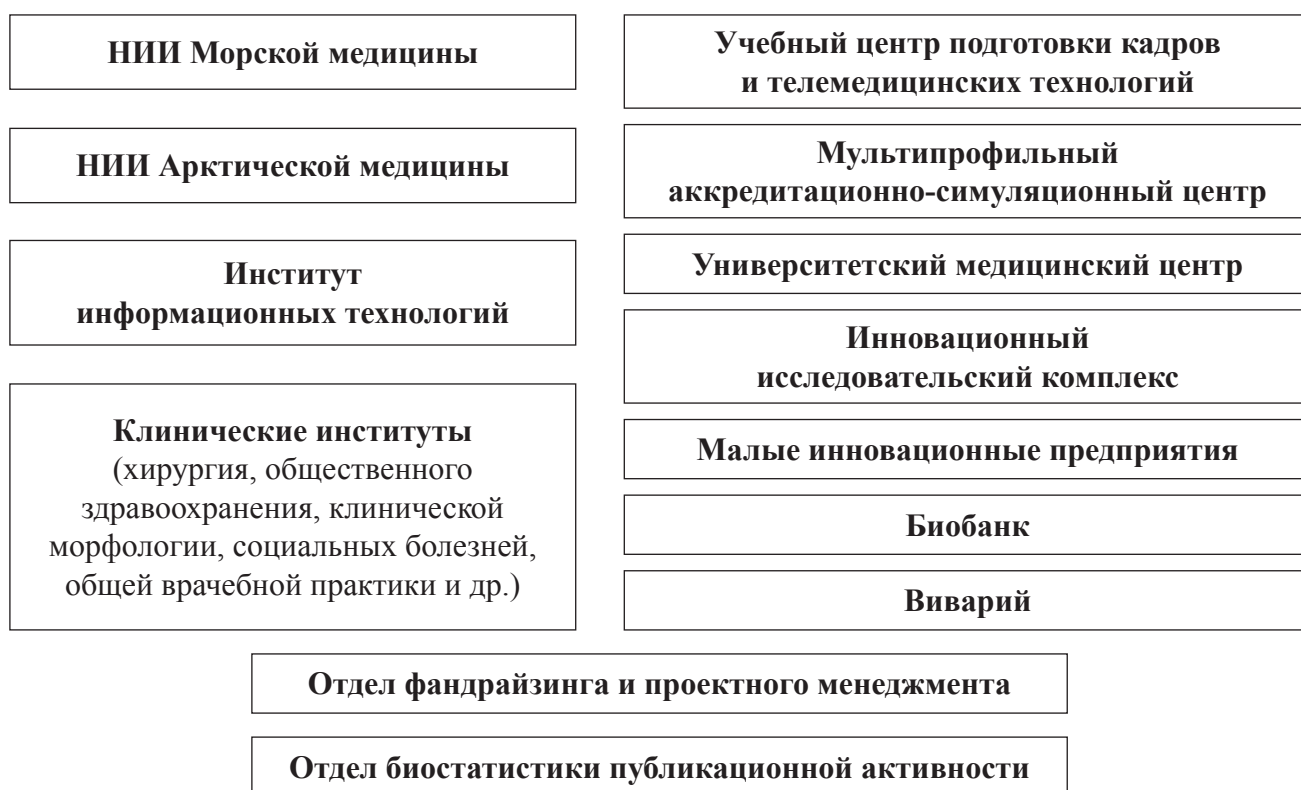 НИИ Морской медицины
НИИ Арктической медицины
Институт
информационных технологий
Клинические институты
(хирургия, общественного
здравоохранения, клинической
морфологии, социальных болезней,
общей врачебной практики и др.)
Учебный центр подготовки кадров
и телемедицинских технологий
Мультипрофильный
аккредитационно-симуляционный центр
Университетский медицинский центр
Инновационный
исследовательский комплекс
Малые инновационные предприятия
Биобанк
Виварий
Отдел фандрайзинга и проектного менеджмента
Отдел биостатистики публикационной активности